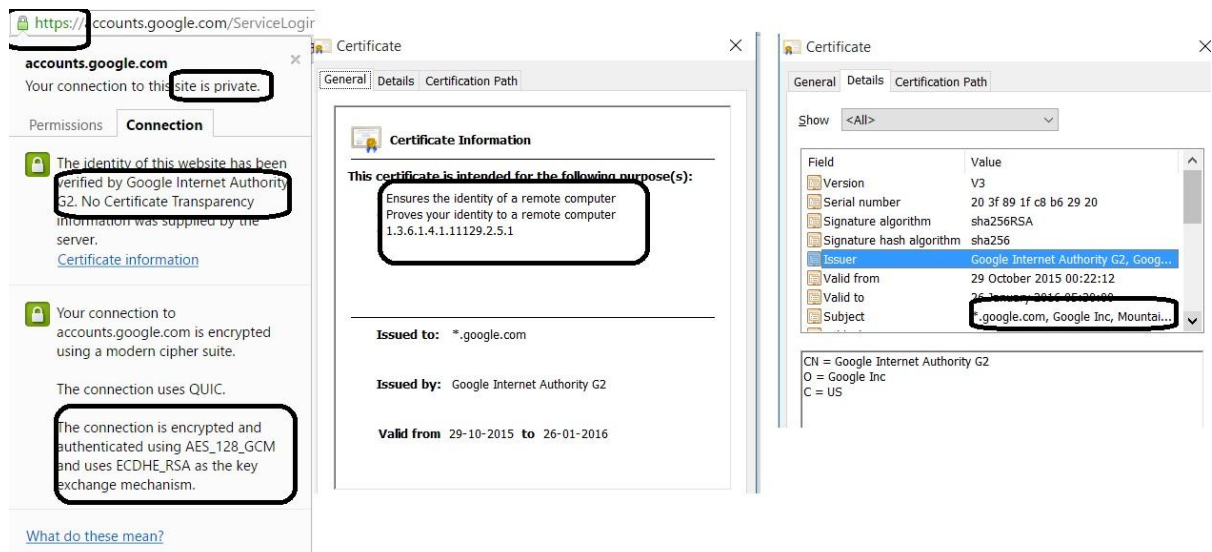 https://accounts.google.com/ServiceLogin
accounts.google.com
Your connection to this site is private.
Permissions Connection
The identity of this website has been
verified by Google Internet Authority
G2. No Certificate Transparency
information was supplied by the
server.
Certificate information
Your connection to
accounts.google.com is encrypted
using a modern cipher suite.
The connection uses QUIC.
The connection is encrypted and
authenticated using AES_128_GCM
and uses ECDHE_RSA as the key
exchange mechanism.
What do these mean?
Certificate
General Details Certification Path
Certificate Information
This certificate is intended for the following purpose(s):
Ensures the identity of a remote computer
Proves your identity to a remote computer
1.3.6.1.4.1.11129.2.5.1
Issued to: *.google.com
Issued by: Google Internet Authority G2
Valid from 29-10-2015 to 26-01-2016
Certificate
General Details Certification Path
Show <All>
Field Value
Version V3
Serial number 20 3f 89 1f c8 b6 29 20
Signature algorithm sha256RSA
Signature hash algorithm sha256
Issuer Google Internet Authority G2, Goog...
Valid from 29 October 2015 00:22:12
Valid to 26 January 2016
Subject *.google.com, Google Inc, Mountai...
CN = Google Internet Authority G2
O = Google Inc
C = US